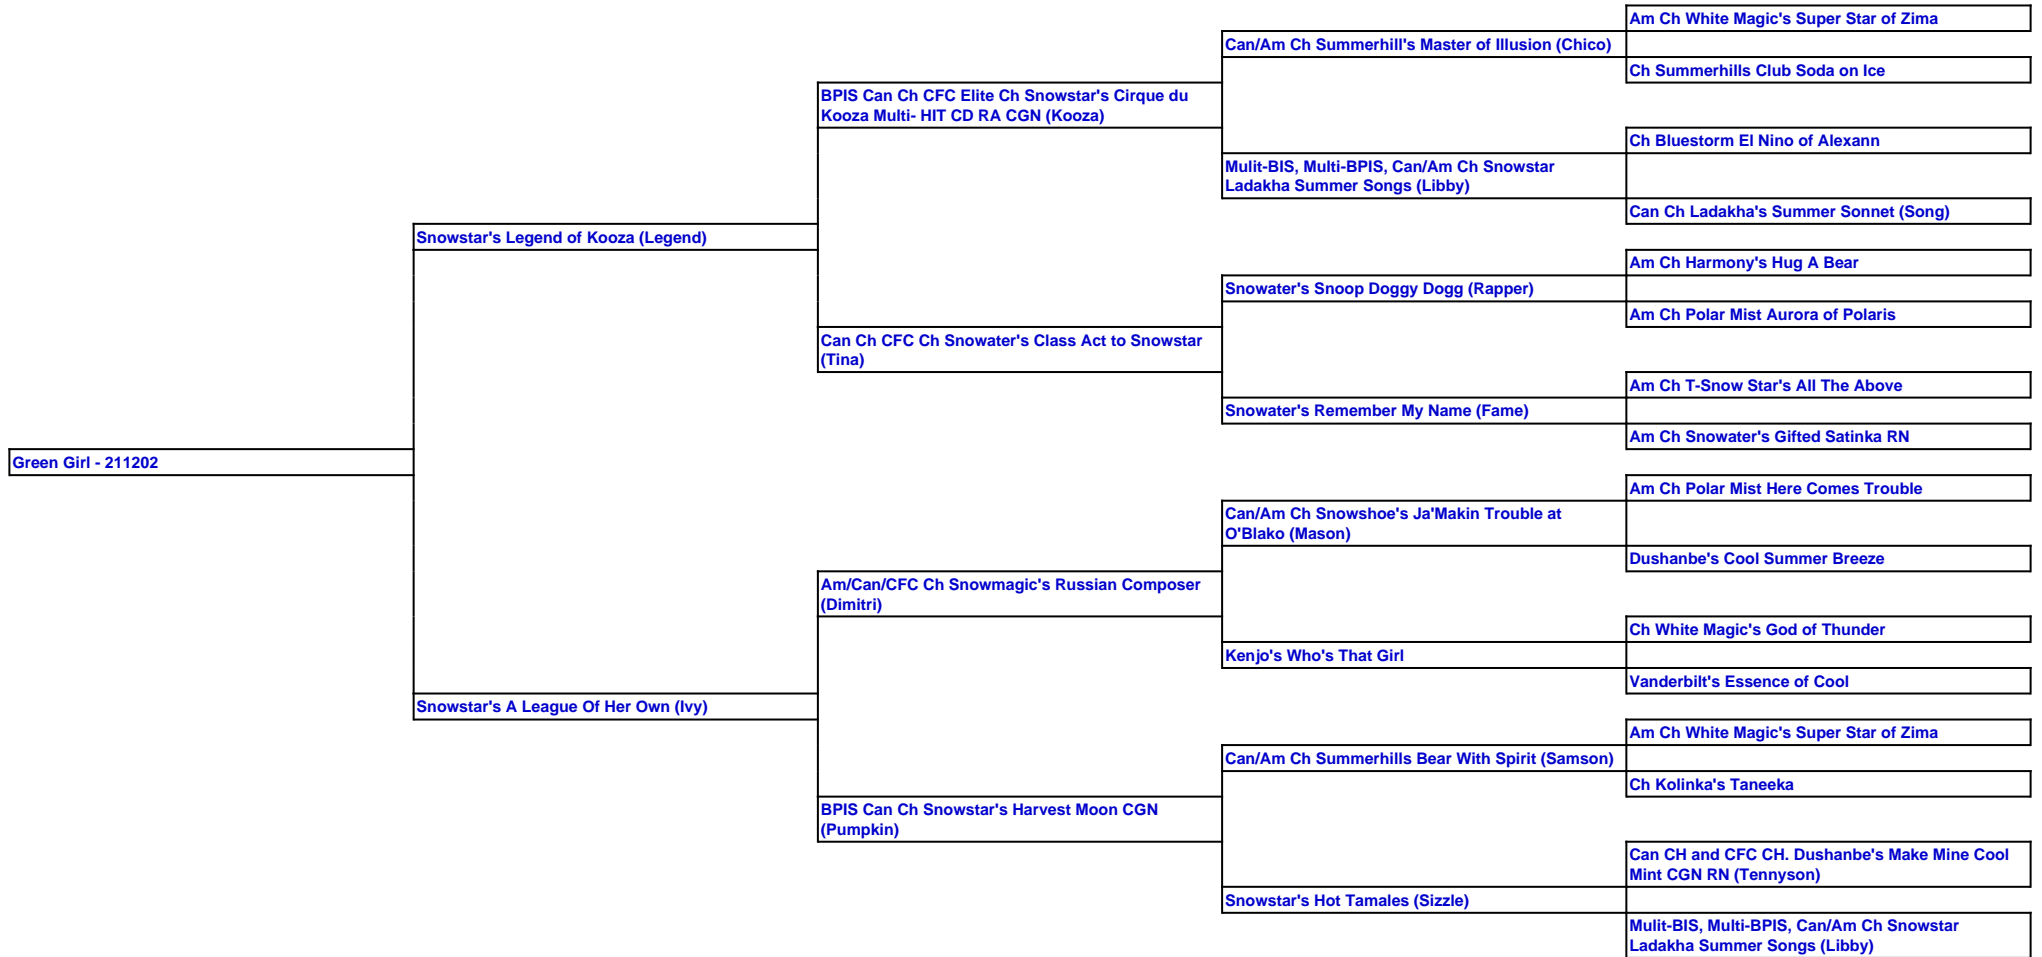 Am Ch White Magic's Super Star of Zima
Can/Am Ch Summerhill's Master of Illusion (Chico)
Ch Summerhills Club Soda on Ice
BPIS Can Ch CFC Elite Ch Snowstar's Cirque du
Kooza Multi- HIT CD RA CGN (Kooza)
Ch Bluestorm El Nino of Alexann
Mulit-BIS, Multi-BPIS, Can/Am Ch Snowstar
Ladakha Summer Songs (Libby)
Can Ch Ladakha's Summer Sonnet (Song)
Snowstar's Legend of Kooza (Legend)
Am Ch Harmony's Hug A Bear
Snowater's Snoop Doggy Dogg (Rapper)
Am Ch Polar Mist Aurora of Polaris
Can Ch CFC Ch Snowater's Class Act to Snowstar
(Tina)
Am Ch T-Snow Star's All The Above
Snowater's Remember My Name (Fame)
Am Ch Snowater's Gifted Satinka RN
Green Girl - 211202
Am Ch Polar Mist Here Comes Trouble
Can/Am Ch Snowshoe's Ja'Makin Trouble at
O'Blako (Mason)
Dushanbe's Cool Summer Breeze
Am/Can/CFC Ch Snowmagic's Russian Composer
(Dimitri)
Ch White Magic's God of Thunder
Kenjo's Who's That Girl
Vanderbilt's Essence of Cool
Snowstar's A League Of Her Own (Ivy)
Am Ch White Magic's Super Star of Zima
Can/Am Ch Summerhills Bear With Spirit (Samson)
Ch Kolinka's Taneeka
BPIS Can Ch Snowstar's Harvest Moon CGN
(Pumpkin)
Can CH and CFC CH. Dushanbe's Make Mine Cool
Mint CGN RN (Tennyson)
Snowstar's Hot Tamales (Sizzle)
Mulit-BIS, Multi-BPIS, Can/Am Ch Snowstar
Ladakha Summer Songs (Libby)